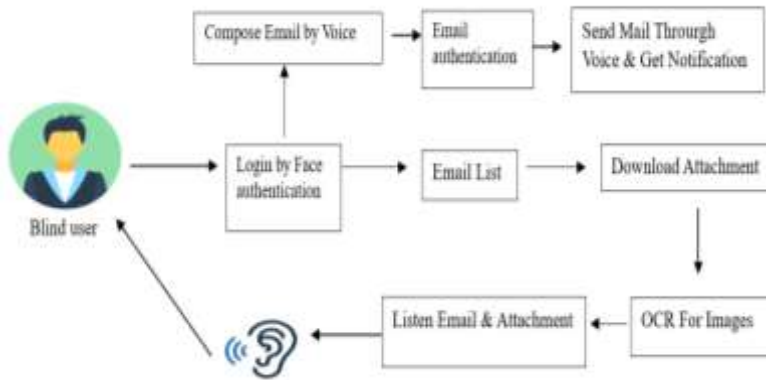 Compose Email by Voice
Email
authentication
Send Mail Thruorgh
Voice & Get Notification
Blind user
Login by Face
authentication
Email List
Download Attachment
Listen Email & Attachment
OCR For Images